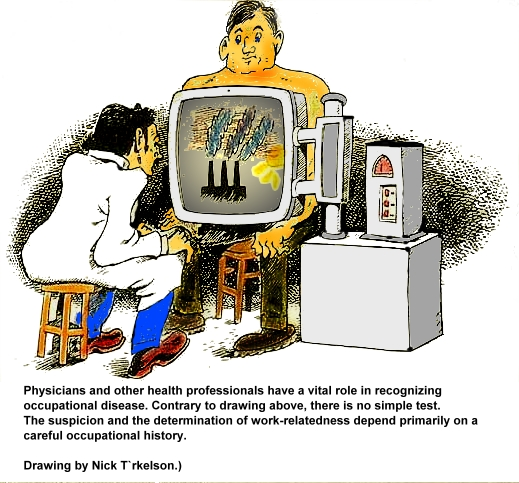 Physicians and other health professionals have a vital role in recognizing
occupational disease. Contrary to drawing above, there is no simple test.
The suspicion and the determination of work-relatedness depend primarily on a
careful occupational history.
Drawing by Nick T`rkelson.)